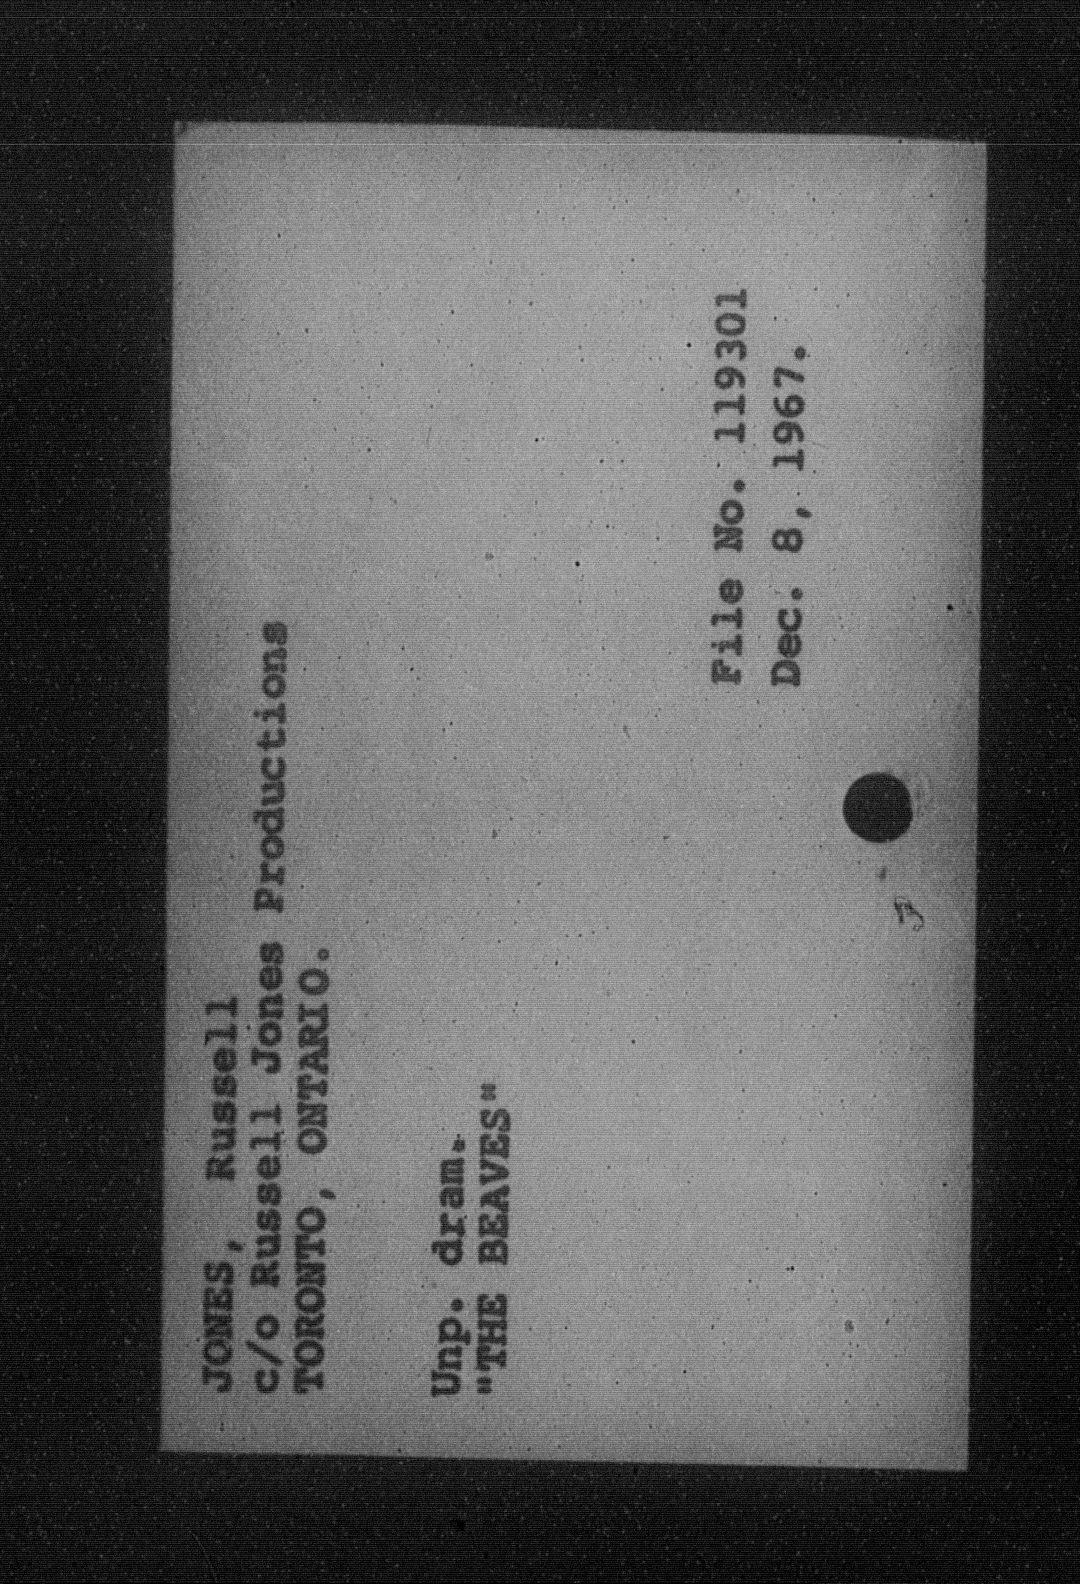 JONES, Russell
c/o Russell Jones Productions
TORONTO, ONTARIO.
Unp. dram.
"THE BEAVES"
File No. 119301
Dec. 8, 1967.